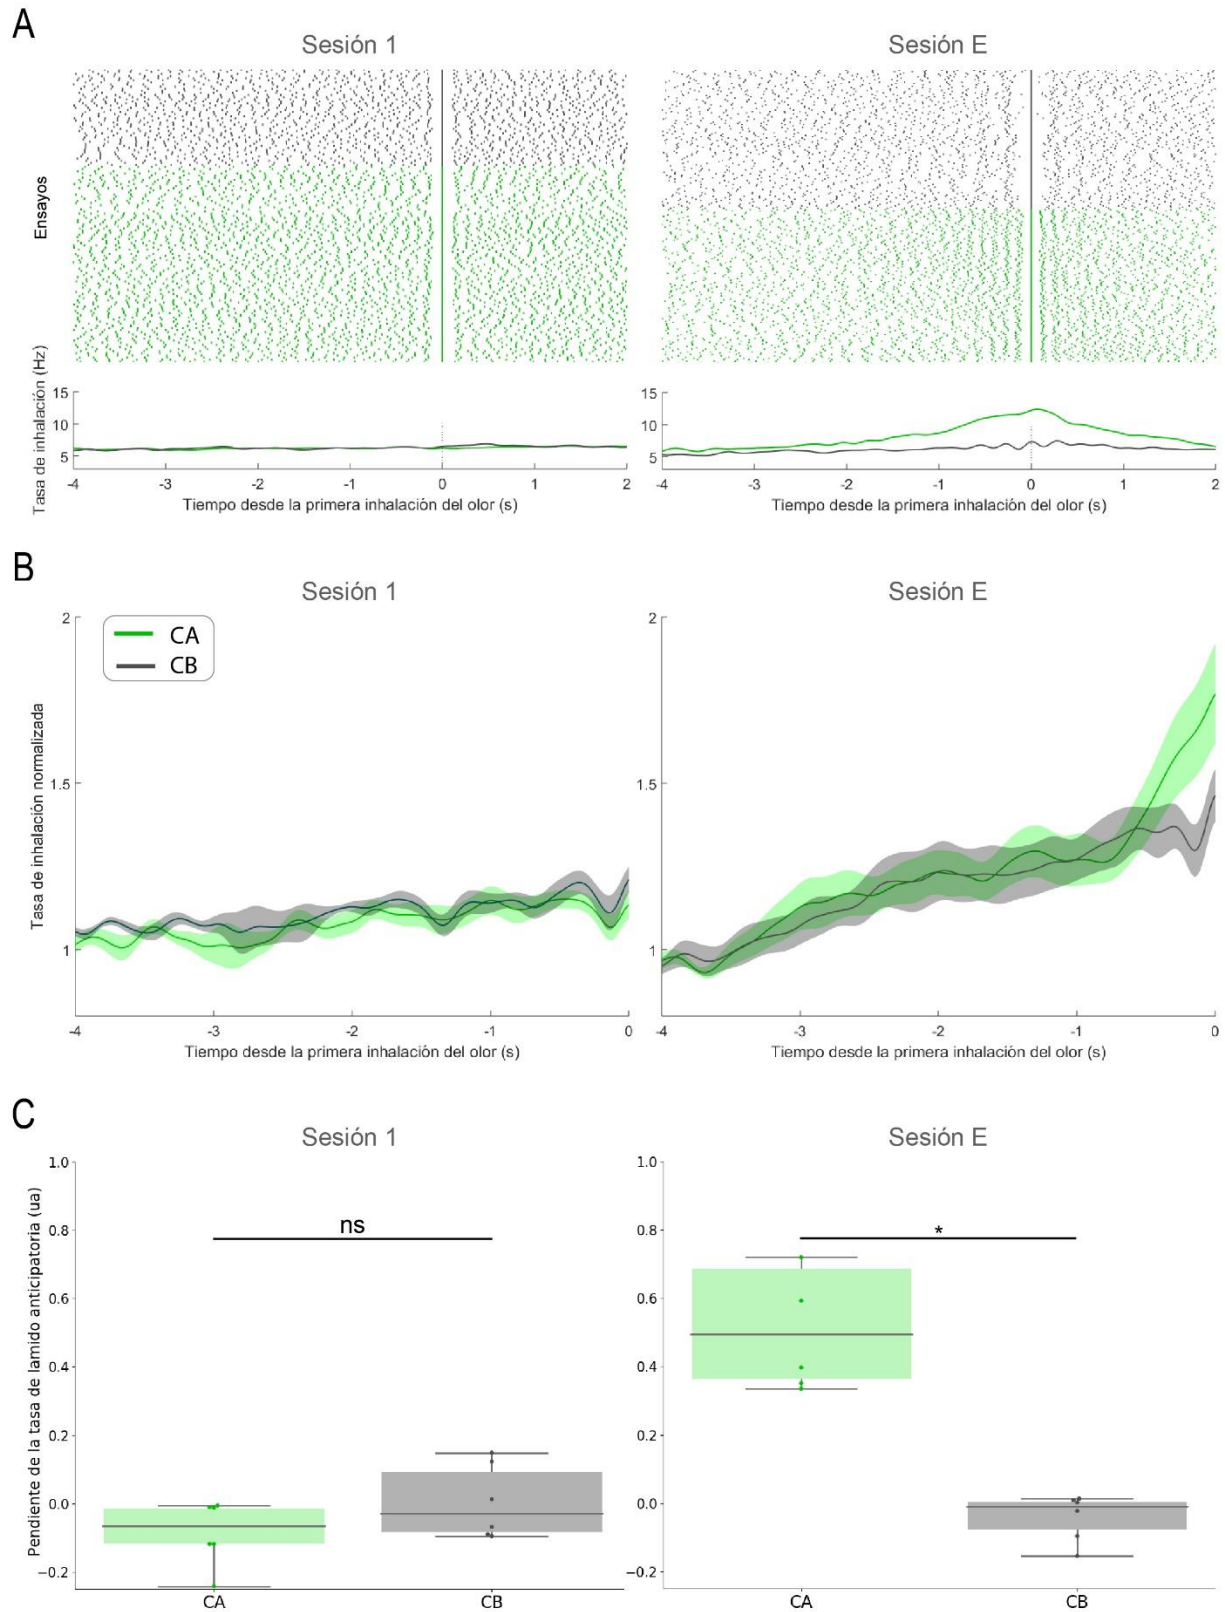 A
Sesión 1
Sesión E
Ensayos
Tasa de inhalación (Hz)
15
10
5
-4 -3 -2 -1 0 1 2
Tiempo desde la primera inhalación del olor (s)
15
10
5
-4 -3 -2 -1 0 1 2
Tiempo desde la primera inhalación del olor (s)
B
Sesión 1
Sesión E
CA
CB
Tasa de inhalación normalizada
2
1.5
1
-4 -3 -2 -1 0
Tiempo desde la primera inhalación del olor (s)
2
1.5
1
-4 -3 -2 -1 0
Tiempo desde la primera inhalación del olor (s)
C
Sesión 1
Sesión E
Pendiente de la tasa de lamido anticipatoria (ua)
1.0
0.8
0.6
0.4
0.2
0.0
−0.2
ns
CA CB
1.0
0.8
0.6
0.4
0.2
0.0
−0.2
*
CA CB